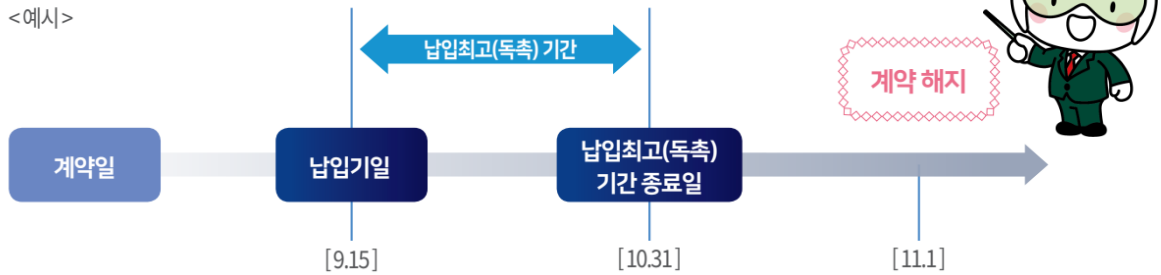 <예시>
납입최고(독촉) 기간
계약 해지
계약일
납입기일
납입최고(독촉)
기간 종료일
[9.15]
[10.31]
[11.1]